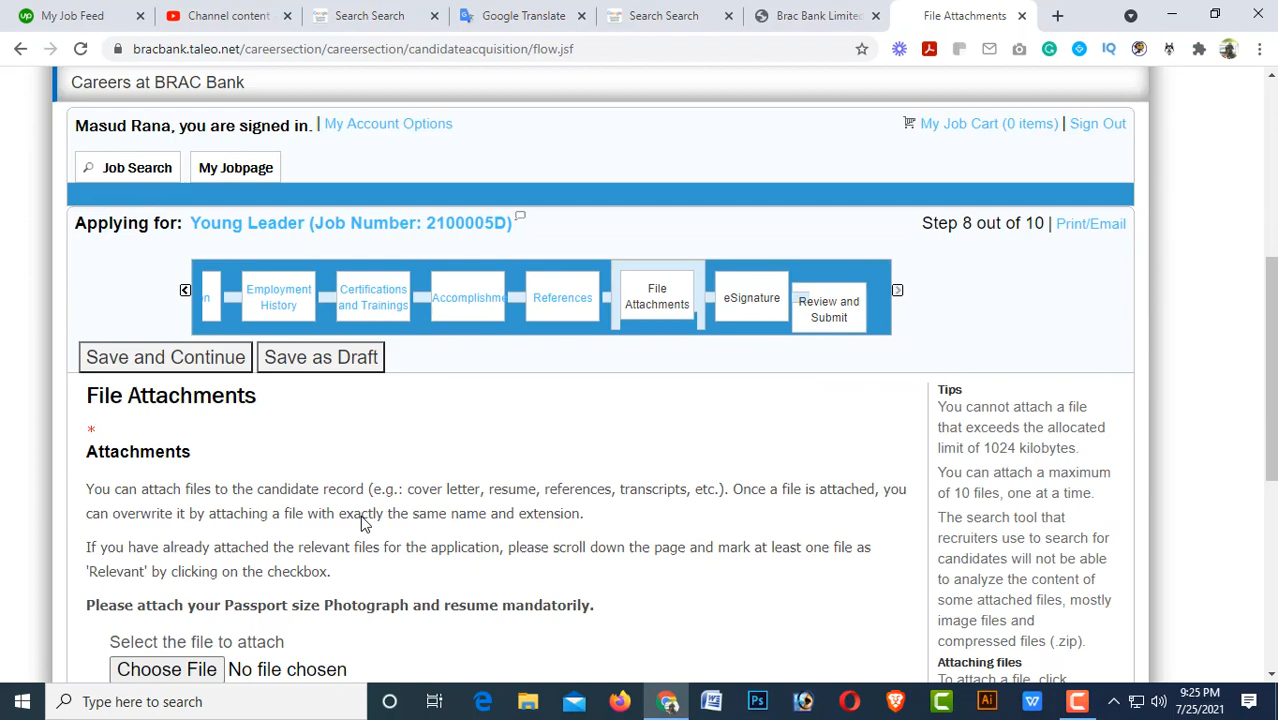 My Job Feed
Channel content
Search Search
Google Translate
Search Search
Brac Bank Limited
File Attachments
bracbank.taleo.net/careersection/careersection/candidateacquisition/flow.jsf
Careers at BRAC Bank
Masud Rana, you are signed in. | My Account Options
My Job Cart (0 items) | Sign Out
Job Search
My Jobpage
Applying for: Young Leader (Job Number: 2100005D)
Step 8 out of 10 | Print/Email
on
Employment
History
Certifications
and Trainings
Accomplishme
References
File
Attachments
eSignature
Review and
Submit
Save and Continue
Save as Draft
File Attachments
*
Attachments
You can attach files to the candidate record (e.g.: cover letter, resume, references, transcripts, etc.). Once a file is attached, you
can overwrite it by attaching a file with exactly the same name and extension.
If you have already attached the relevant files for the application, please scroll down the page and mark at least one file as
'Relevant' by clicking on the checkbox.
Please attach your Passport size Photograph and resume mandatorily.
Select the file to attach
Choose File No file chosen
Tips
You cannot attach a file
that exceeds the allocated
limit of 1024 kilobytes.
You can attach a maximum
of 10 files, one at a time.
The search tool that
recruiters use to search for
candidates will not be
able to analyze the content of
some attached files, mostly
image files and
compressed files (.zip).
Attaching files
To attach a file, click
Type here to search
9:25 PM
7/25/2021